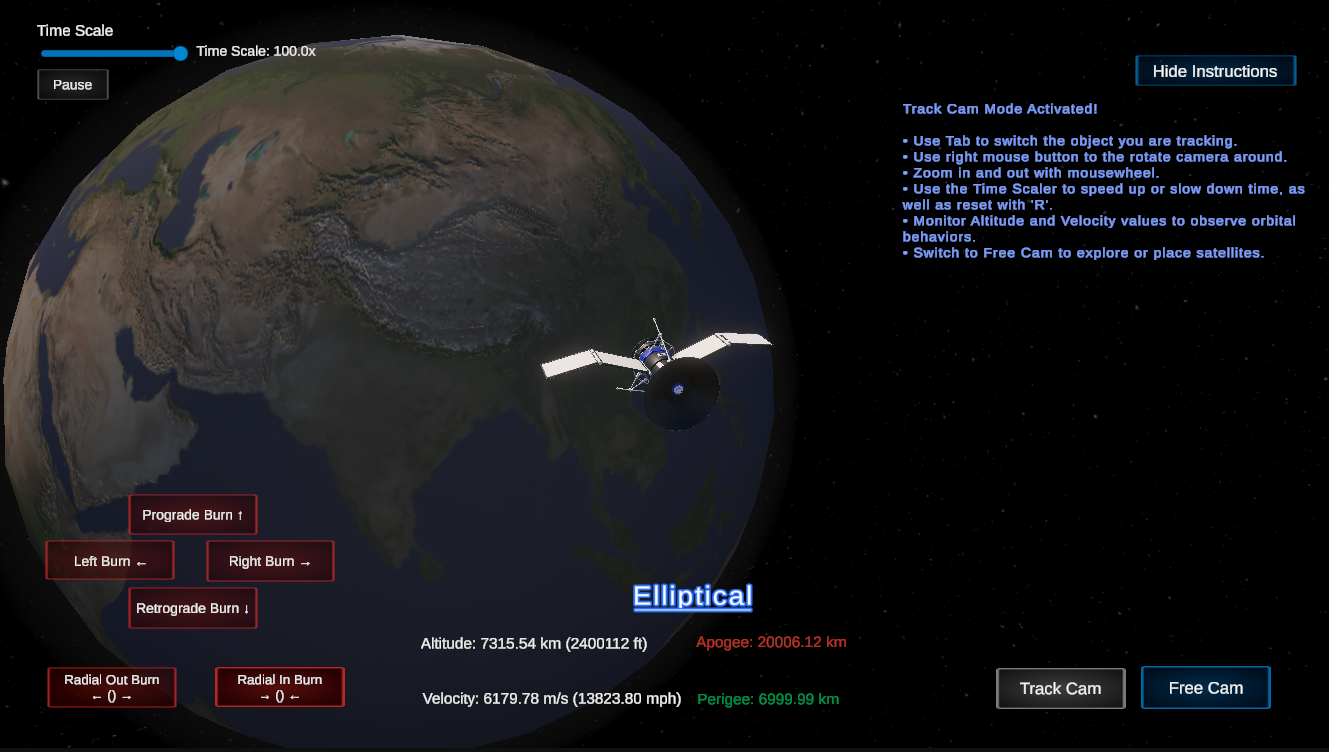 Time Scale
Time Scale: 100.0x
Pause
Hide Instructions
Track Cam Mode Activated!
• Use Tab to switch the object you are tracking.
• Use right mouse button to the rotate camera around.
• Zoom in and out with mousewheel.
• Use the Time Scaler to speed up or slow down time, as
well as reset with 'R'.
• Monitor Altitude and Velocity values to observe orbital
behaviors.
• Switch to Free Cam to explore or place satellites.
Prograde Burn ↑
Left Burn ←
Right Burn →
Retrograde Burn ↓
Radial Out Burn
← () →
Radial In Burn
→ () ←
Elliptical
Altitude: 7315.54 km (2400112 ft)
Apogee: 20006.12 km
Velocity: 6179.78 m/s (13823.80 mph)
Perigee: 6999.99 km
Track Cam
Free Cam